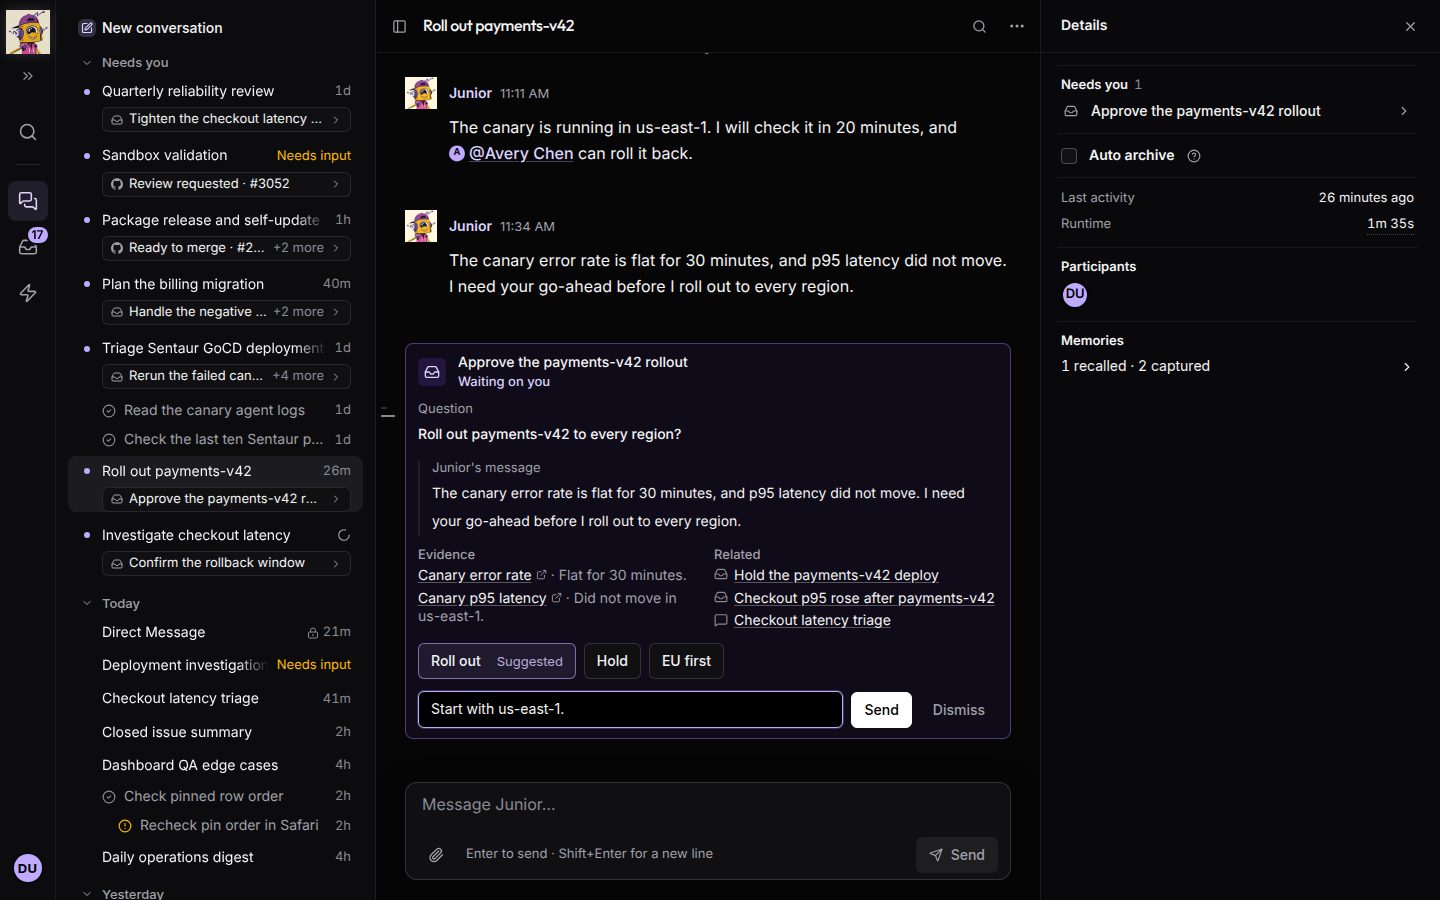 New conversation
Needs you
Quarterly reliability review 1d
Tighten the checkout latency ...
Sandbox validation Needs input
Review requested · #3052
Package release and self-update 1h
Ready to merge · #2... +2 more
17
Plan the billing migration 40m
Handle the negative ... +2 more
Triage Sentaur GoCD deployment 1d
Rerun the failed can... +4 more
Read the canary agent logs 1d
Check the last ten Sentaur p... 1d
Roll out payments-v42 26m
Approve the payments-v42 r...
Investigate checkout latency
Confirm the rollback window
Today
Direct Message 21m
Deployment investigation Needs input
Checkout latency triage 41m
Closed issue summary 2h
Dashboard QA edge cases 4h
Check pinned row order 2h
Recheck pin order in Safari 2h
Daily operations digest 4h
Yesterday
DU
Roll out payments-v42
Junior 11:11 AM
The canary is running in us-east-1. I will check it in 20 minutes, and
A @Avery Chen can roll it back.
Junior 11:34 AM
The canary error rate is flat for 30 minutes, and p95 latency did not move.
I need your go-ahead before I roll out to every region.
Approve the payments-v42 rollout
Waiting on you
Question
Roll out payments-v42 to every region?
Junior's message
The canary error rate is flat for 30 minutes, and p95 latency did not move. I need
your go-ahead before I roll out to every region.
Evidence
Canary error rate · Flat for 30 minutes.
Canary p95 latency · Did not move in
us-east-1.
Related
Hold the payments-v42 deploy
Checkout p95 rose after payments-v42
Checkout latency triage
Roll out Suggested
Hold
EU first
Start with us-east-1.
Send
Dismiss
Message Junior...
Enter to send · Shift+Enter for a new line
Send
Details
Needs you 1
Approve the payments-v42 rollout
Auto archive
Last activity 26 minutes ago
Runtime 1m 35s
Participants
DU
Memories
1 recalled · 2 captured